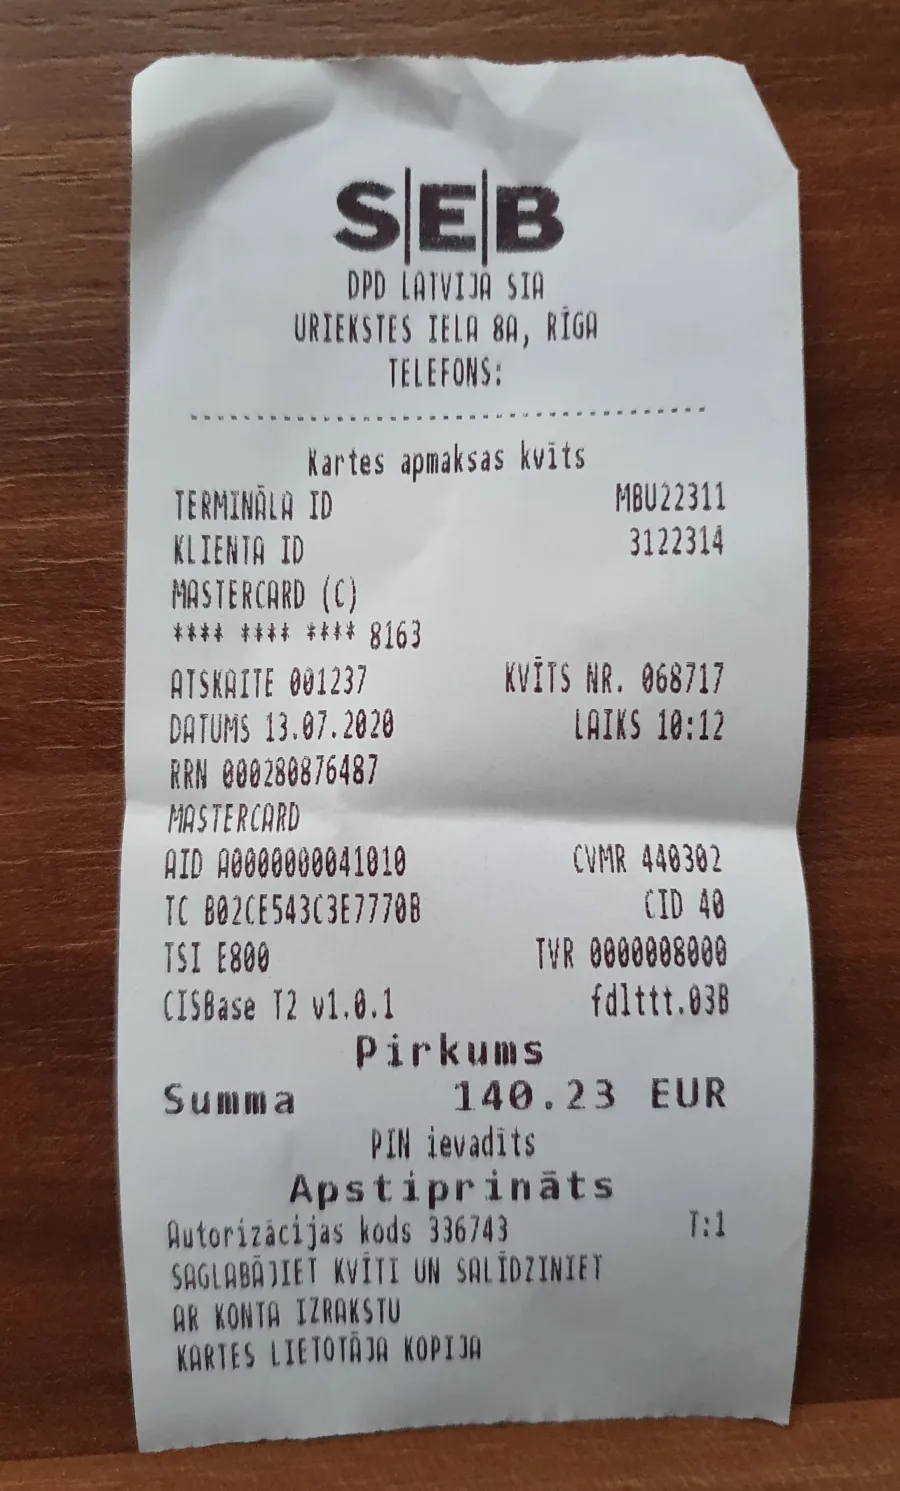 S|E|B
DPD LATVIJA SIA
URIEKSTES IELA 8A, RĪGA
TELEFONS:
Kartes apmaksas kvīts
TERMINĀLA ID MBU22311
KLIENTA ID 3122314
MASTERCARD (C)
**** **** **** 8163
ATSKAITE 001237 KVĪTS NR. 068717
DATUMS 13.07.2020 LAIKS 10:12
RRN 000280876487
MASTERCARD
AID A0000000041010 CVMR 440302
TC B02CE543C3E7770B CID 40
TSI E800 TVR 0000008000
CISBase T2 v1.0.1 fdlttt.03B
Pirkums
Summa 140.23 EUR
PIN ievadīts
Apstiprināts
Autorizācijas kods 336743 T:1
SAGLABĀJIET KVĪTI UN SALĪDZINIET
AR KONTA IZRAKSTU
KARTES LIETOTĀJA KOPIJA